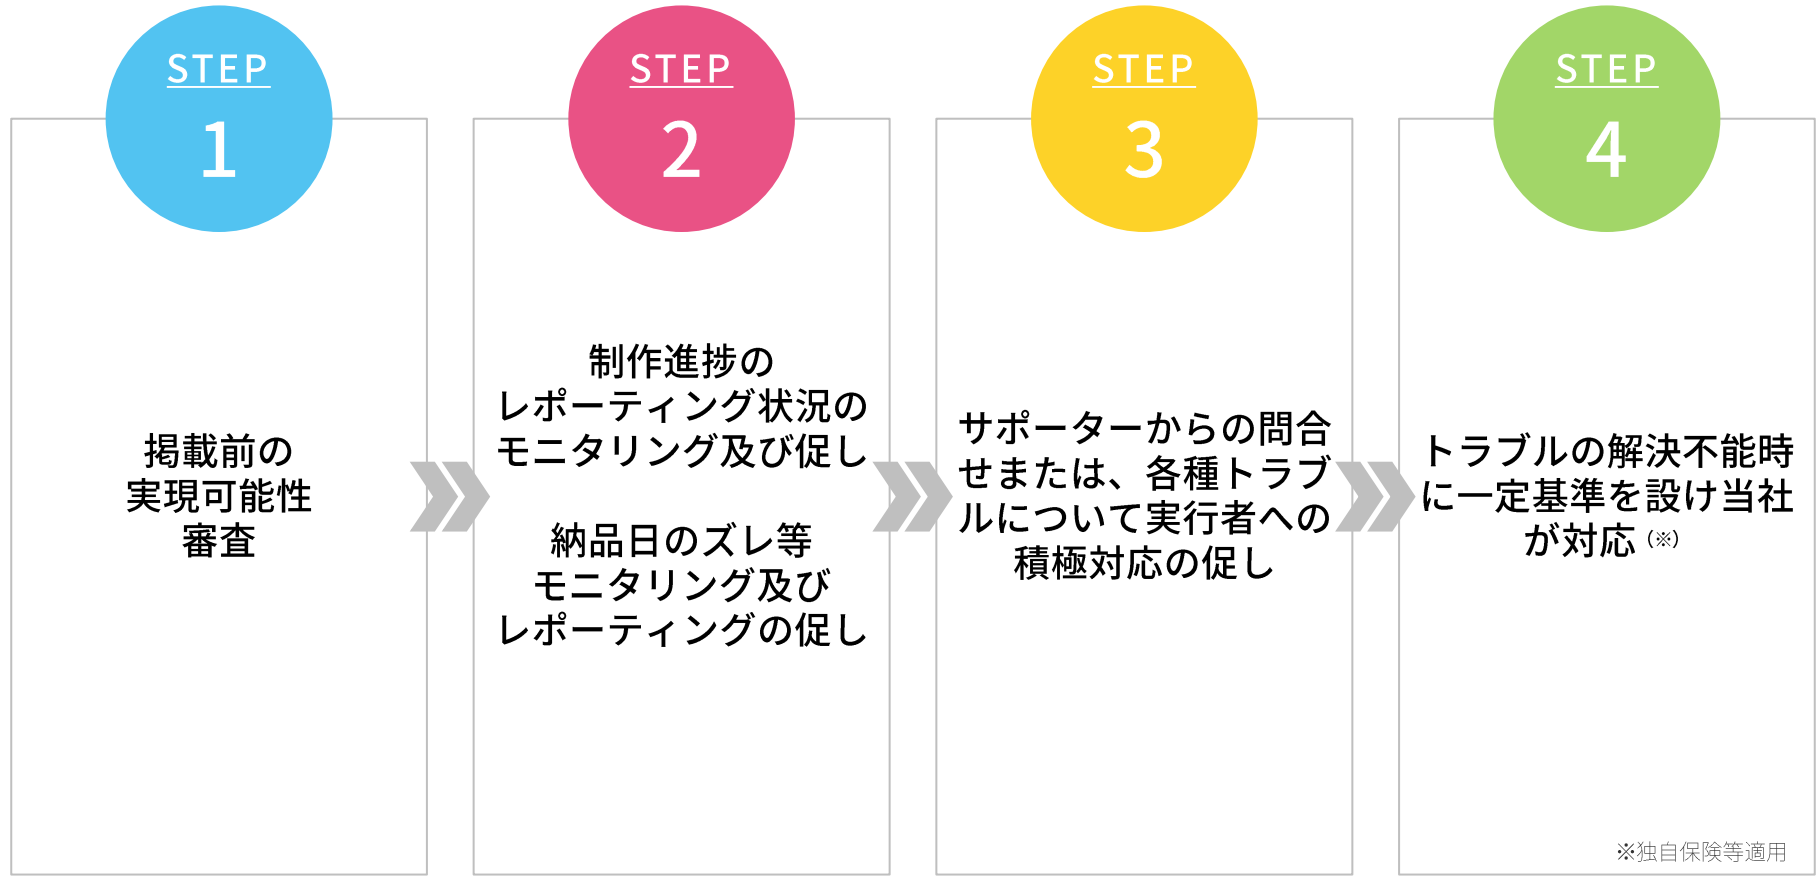 STEP
1
掲載前の
実現可能性
審査
STEP
2
制作進捗の
レポーティング状況の
モニタリング及び促し
納品日のズレ等
モニタリング及び
レポーティングの促し
STEP
3
サポーターからの問合
せまたは、各種トラブ
ルについて実行者への
積極対応の促し
STEP
4
トラブルの解決不能時
に一定基準を設け当社
が対応（※）
※独自保険等適用